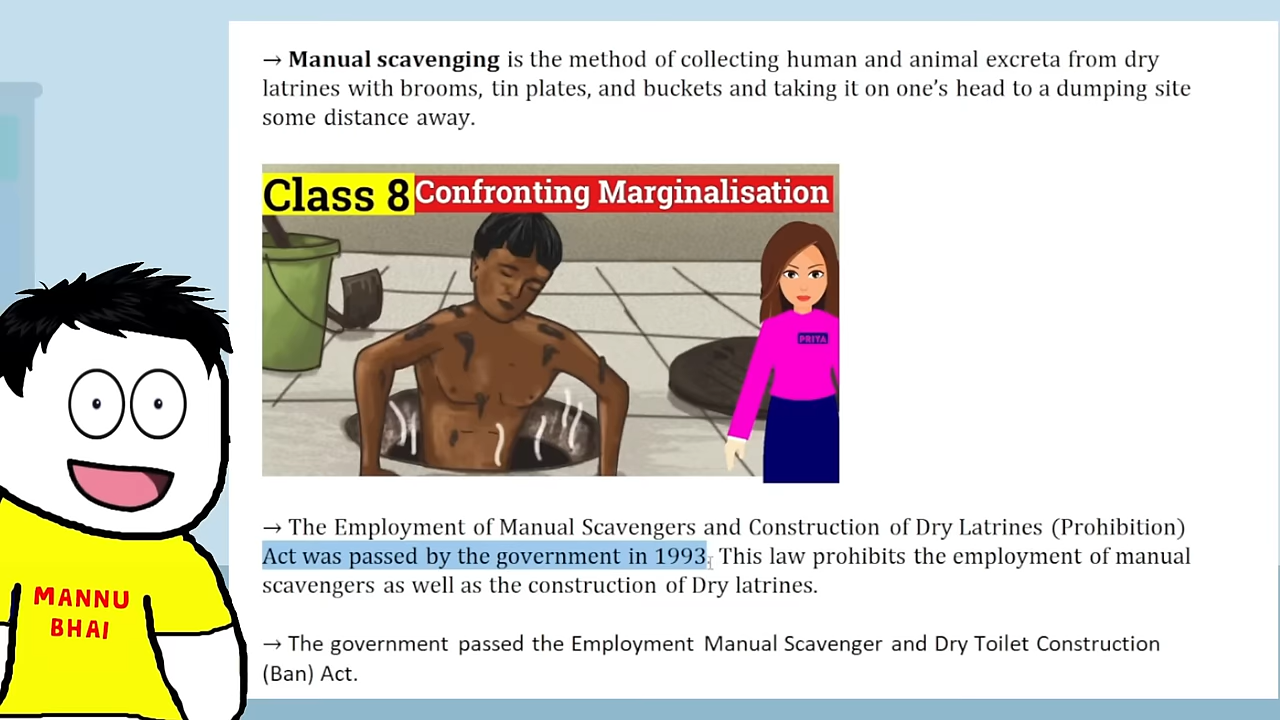 → Manual scavenging is the method of collecting human and animal excreta from dry
latrines with brooms, tin plates, and buckets and taking it on one’s head to a dumping site
some distance away.
Class 8 Confronting Marginalisation
PRIYA
→ The Employment of Manual Scavengers and Construction of Dry Latrines (Prohibition)
Act was passed by the government in 1993. This law prohibits the employment of manual
scavengers as well as the construction of Dry latrines.
MANNU
BHAI
→ The government passed the Employment Manual Scavenger and Dry Toilet Construction
(Ban) Act.